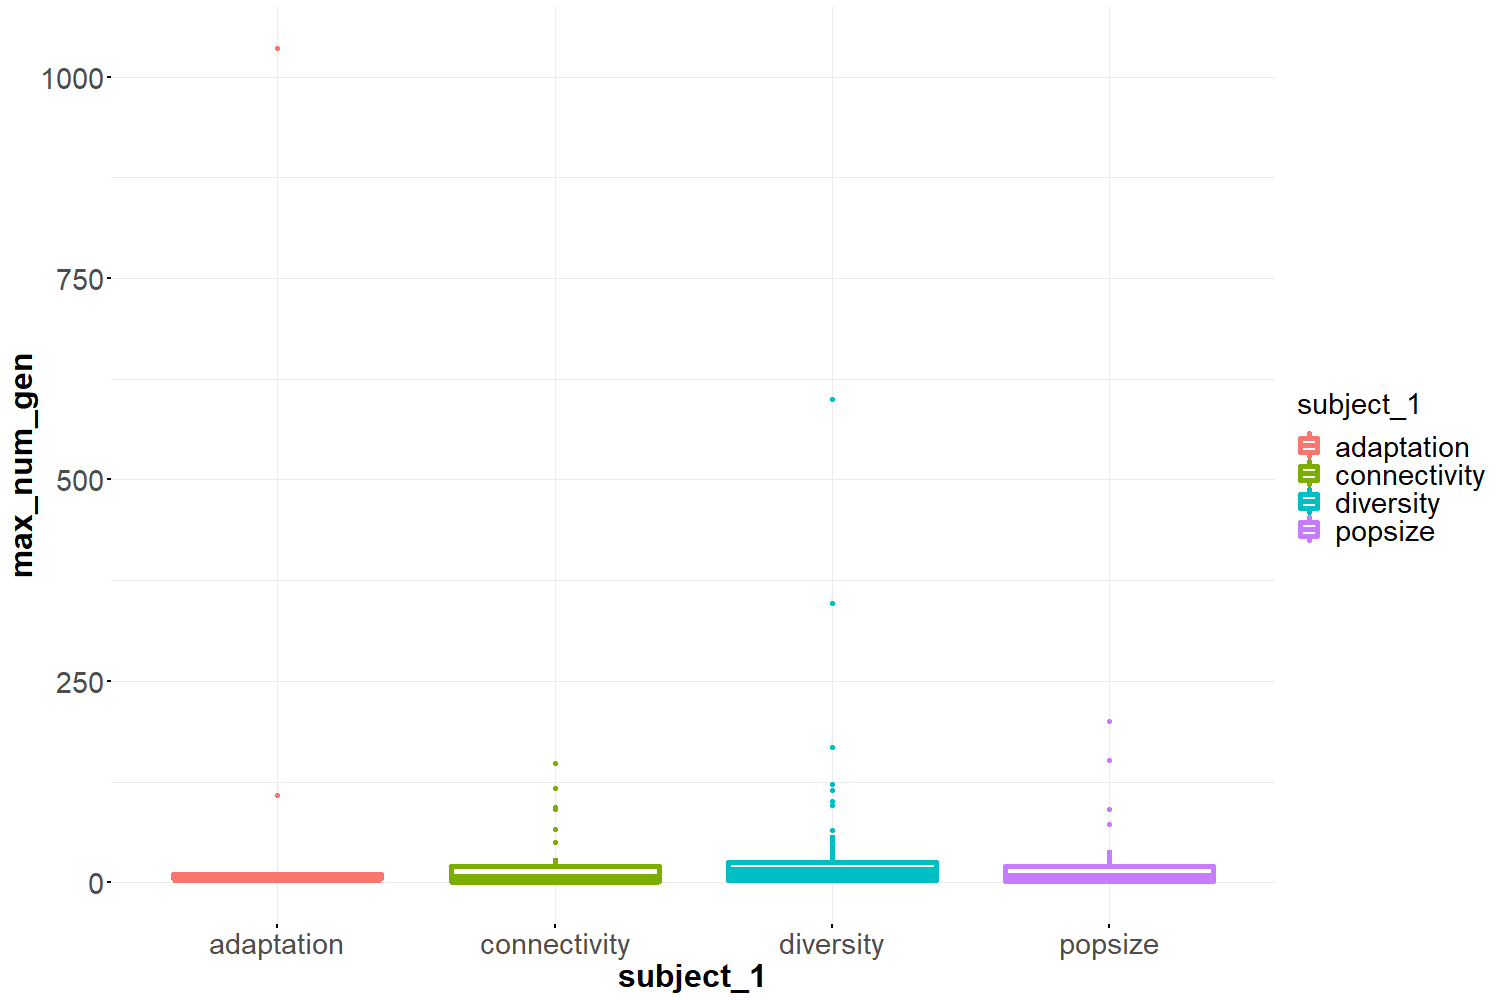 1000
750
500
250
0
max_num_gen
adaptation
connectivity
diversity
popsize
subject_1
subject_1
adaptation
connectivity
diversity
popsize